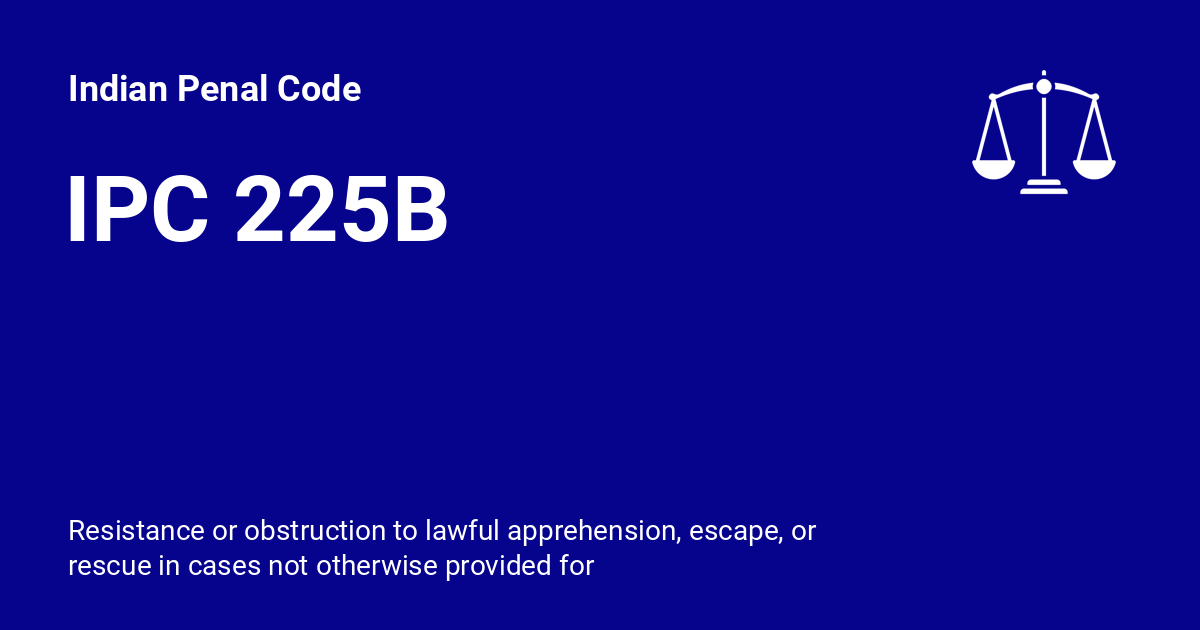 Indian Penal Code
IPC 225B
Resistance or obstruction to lawful apprehension, escape, or
rescue in cases not otherwise provided for